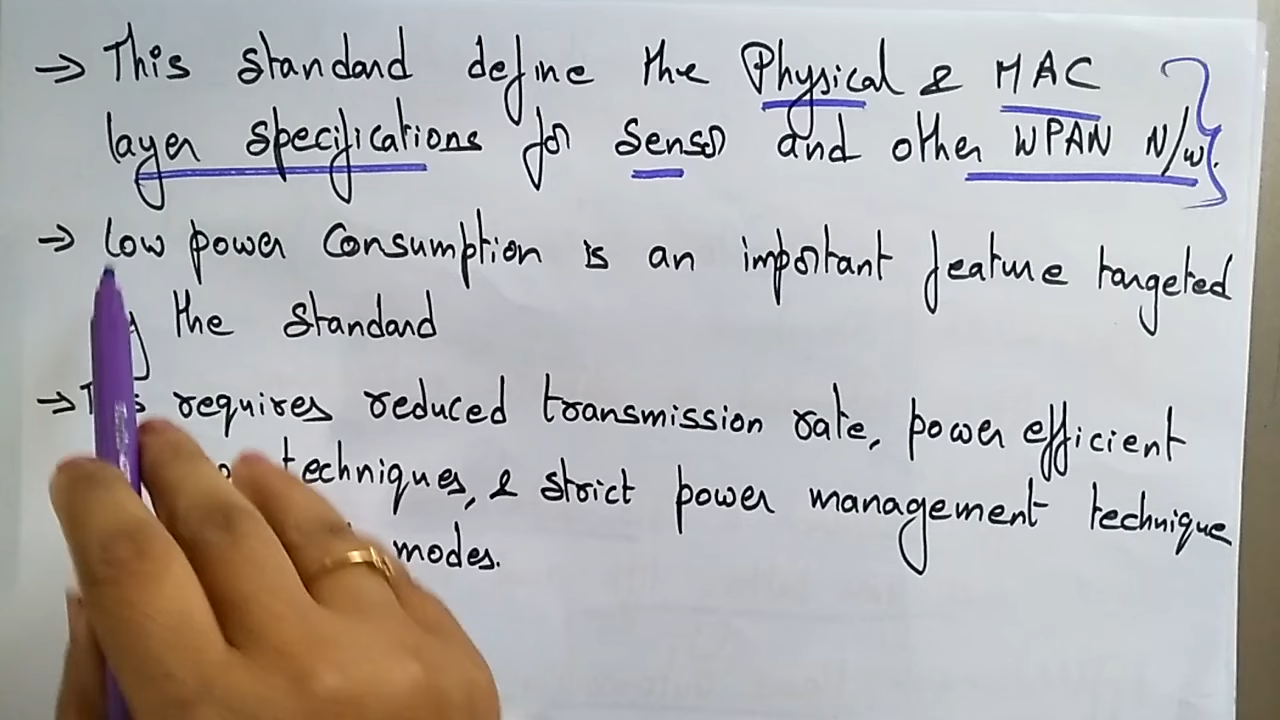 → This standard define the Physical & MAC
layer specifications for sensor and other WPAN N/w.
→ Low power consumption is an important feature targeted
the standard
→ requires reduced transmission rate, power efficient
techniques, & strict power management technique
modes.